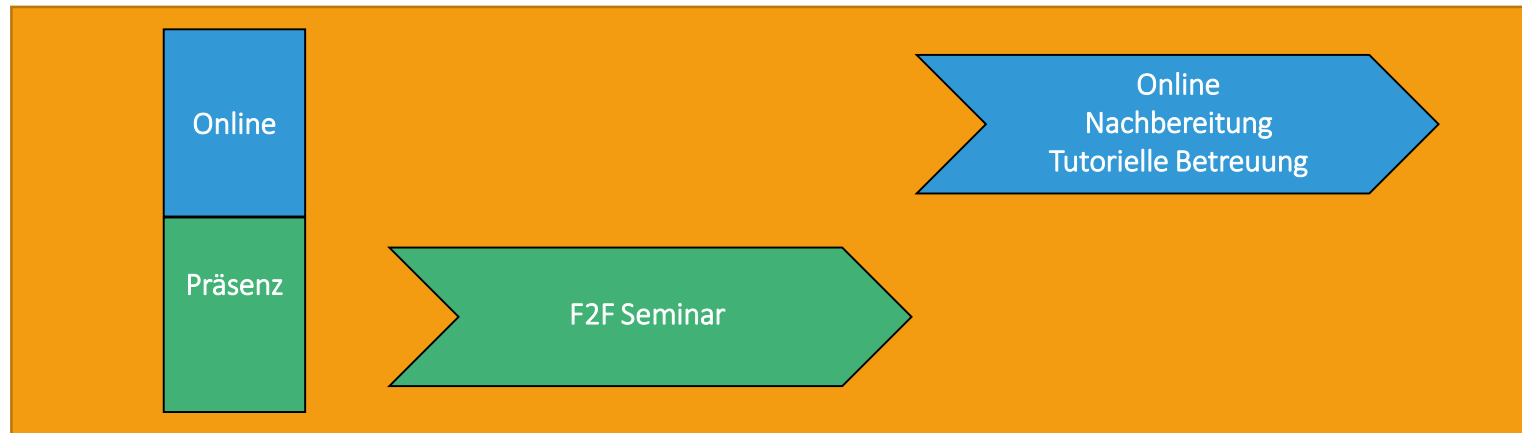 Online
Präsenz
F2F Seminar
Online
Nachbereitung
Tutorielle Betreuung